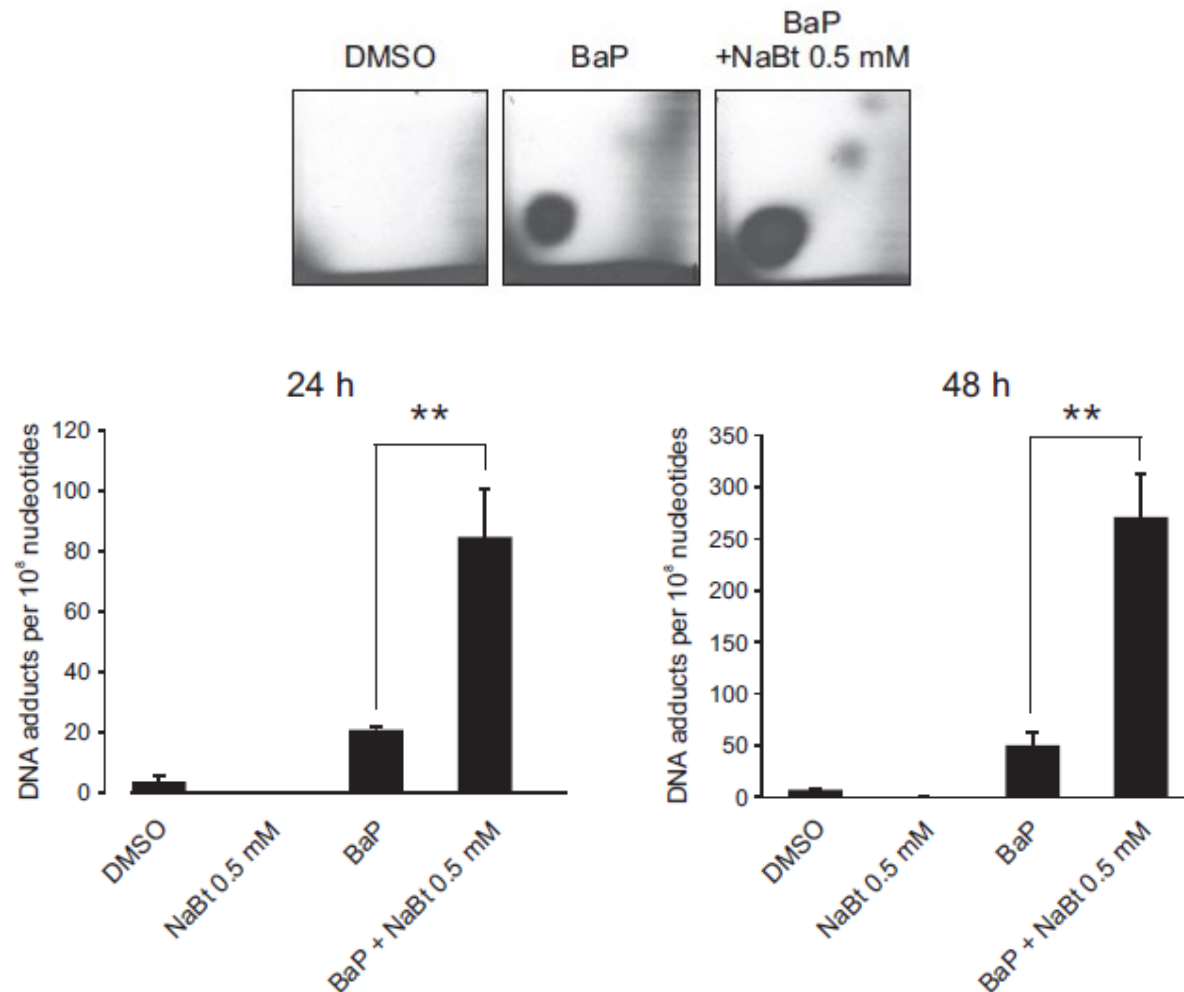 DMSO
BaP
BaP
+NaBt 0.5 mM
24 h
**
DNA adducts per 10⁸ nudeotides
120
100
80
60
40
20
0
DMSO
NaBt 0.5 mM
BaP
BaP + NaBt 0.5 mM
48 h
**
DNA adducts per 10⁸ nudeotides
350
300
250
200
150
100
50
0
DMSO
NaBt 0.5 mM
BaP
BaP + NaBt 0.5 mM